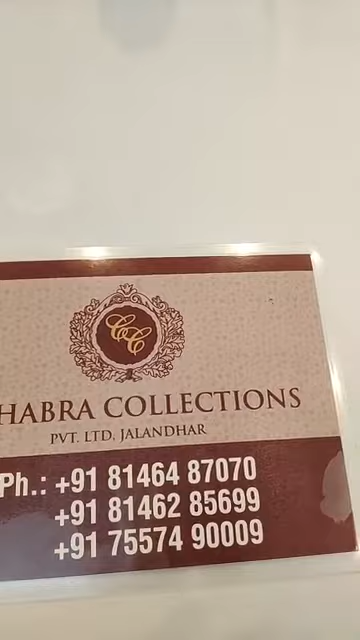 CC
HABRA COLLECTIONS
PVT. LTD. JALANDHAR
Ph.: +91 81464 87070
+91 81462 85699
+91 75574 90009